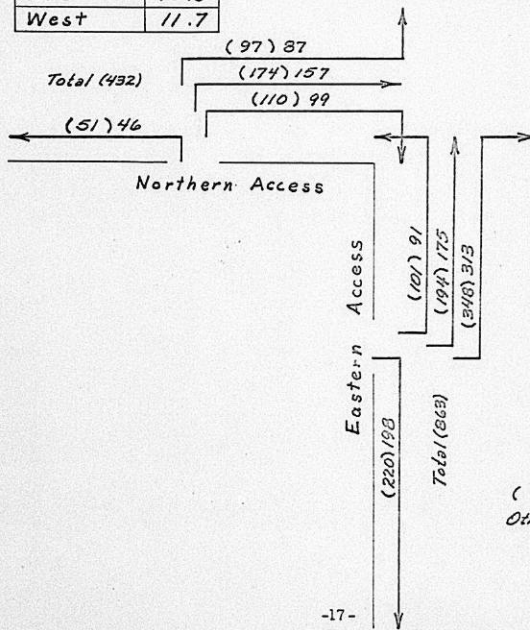 West 11.7
(97) 87
Total (432)
(174) 157
(110) 99
(51) 46
Northern Access
Eastern Access
(101) 91
(194) 175
(348) 313
(220) 198
Total (863)
(
-17-